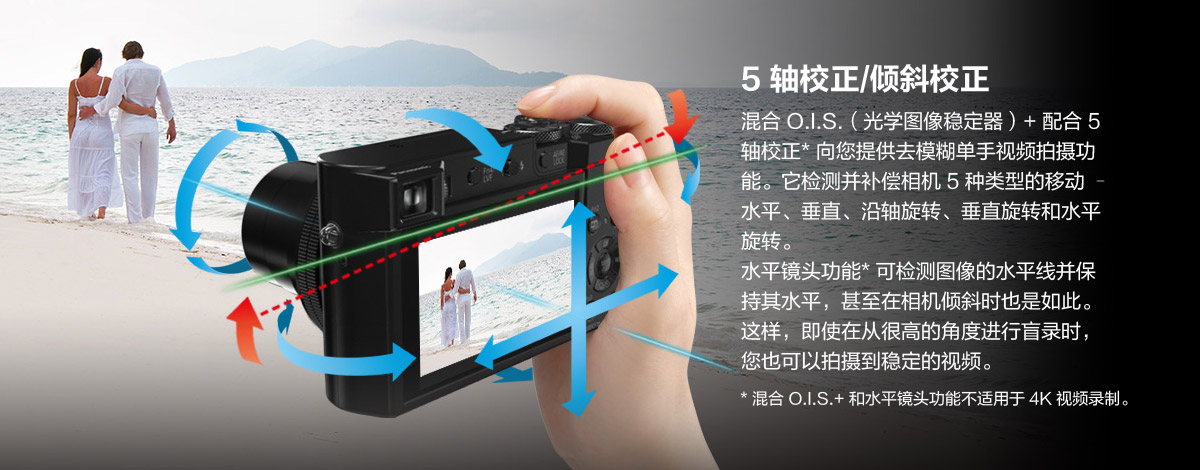 5 轴校正/倾斜校正
混合 O.I.S.（光学图像稳定器）+ 配合 5
轴校正* 向您提供去模糊单手视频拍摄功
能。它检测并补偿相机 5 种类型的移动 -
水平、垂直、沿轴旋转、垂直旋转和水平
旋转。
水平镜头功能* 可检测图像的水平线并保
持其水平，甚至在相机倾斜时也是如此。
这样，即使在从很高的角度进行盲录时，
您也可以拍摄到稳定的视频。
* 混合 O.I.S.+ 和水平镜头功能不适用于 4K 视频录制。